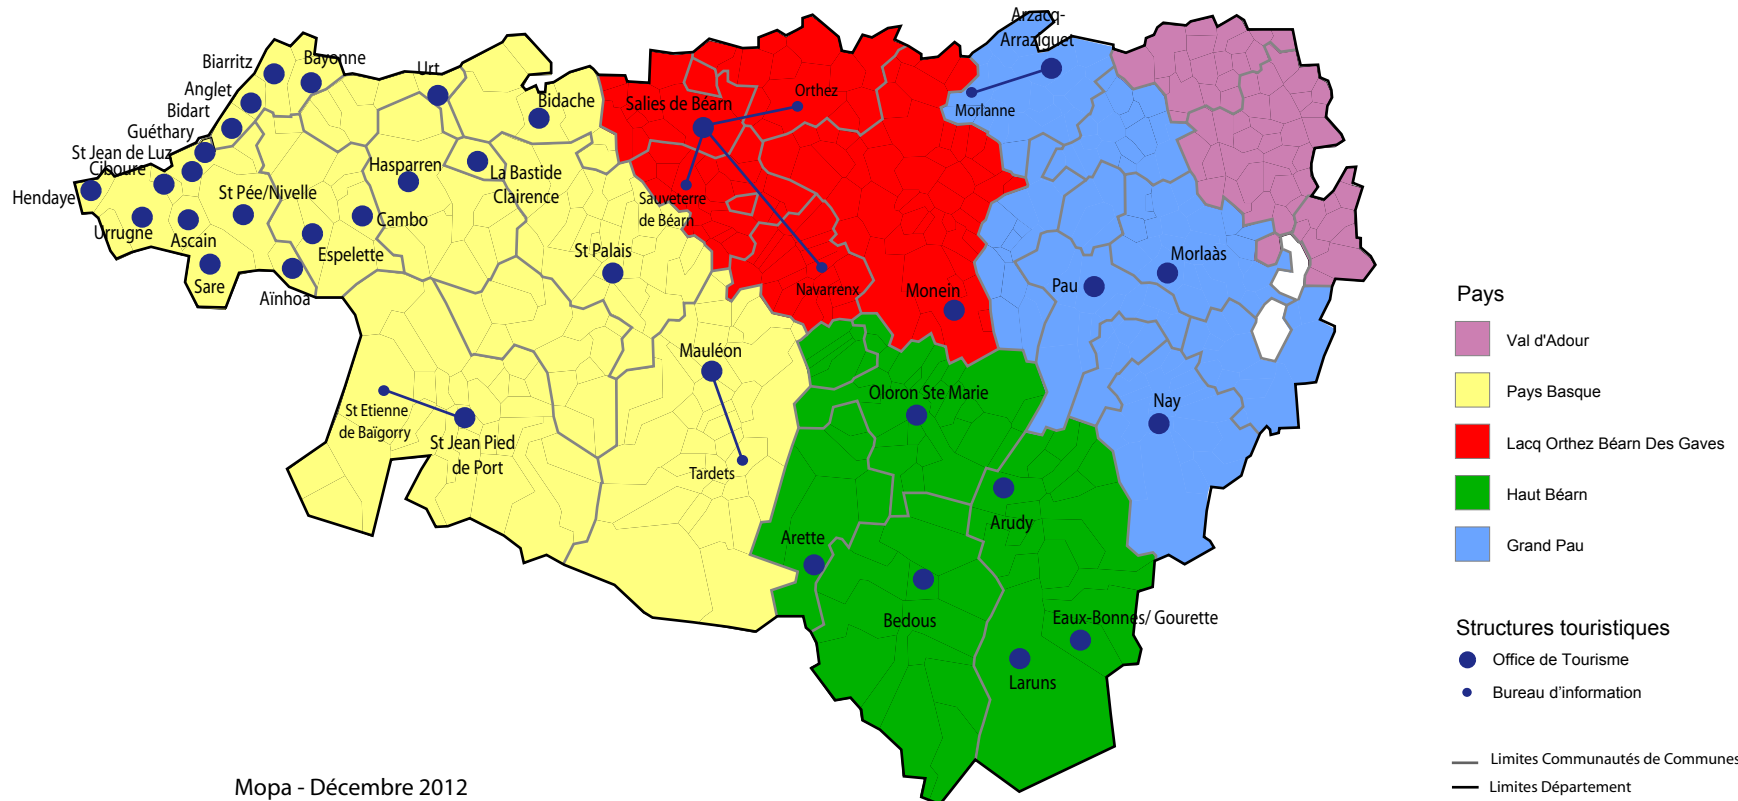 Arzacq-
Arraziguet
Biarritz
Bayonne
Urt
Anglet
Bidart
Bidache
Salies de Béarn
Orthez
Morlanne
Guéthary
St Jean de Luz
Ciboure
Hasparren
La Bastide
Clairence
Hendaye
St Pée/Nivelle
Sauveterre
de Béarn
Cambo
Urrugne
Ascain
Espelette
St Palais
Morlaàs
Sare
Aïnhoa
Navarrenx
Monein
Pau
Mauléon
Oloron Ste Marie
Nay
St Etienne
de Baïgorry
St Jean Pied
de Port
Tardets
Arudy
Arette
Bedous
Eaux-Bonnes/ Gourette
Laruns
Pays
Val d'Adour
Pays Basque
Lacq Orthez Béarn Des Gaves
Haut Béarn
Grand Pau
Structures touristiques
Office de Tourisme
Bureau d'information
Limites Communautés de Communes
Limites Département
Mopa - Décembre 2012